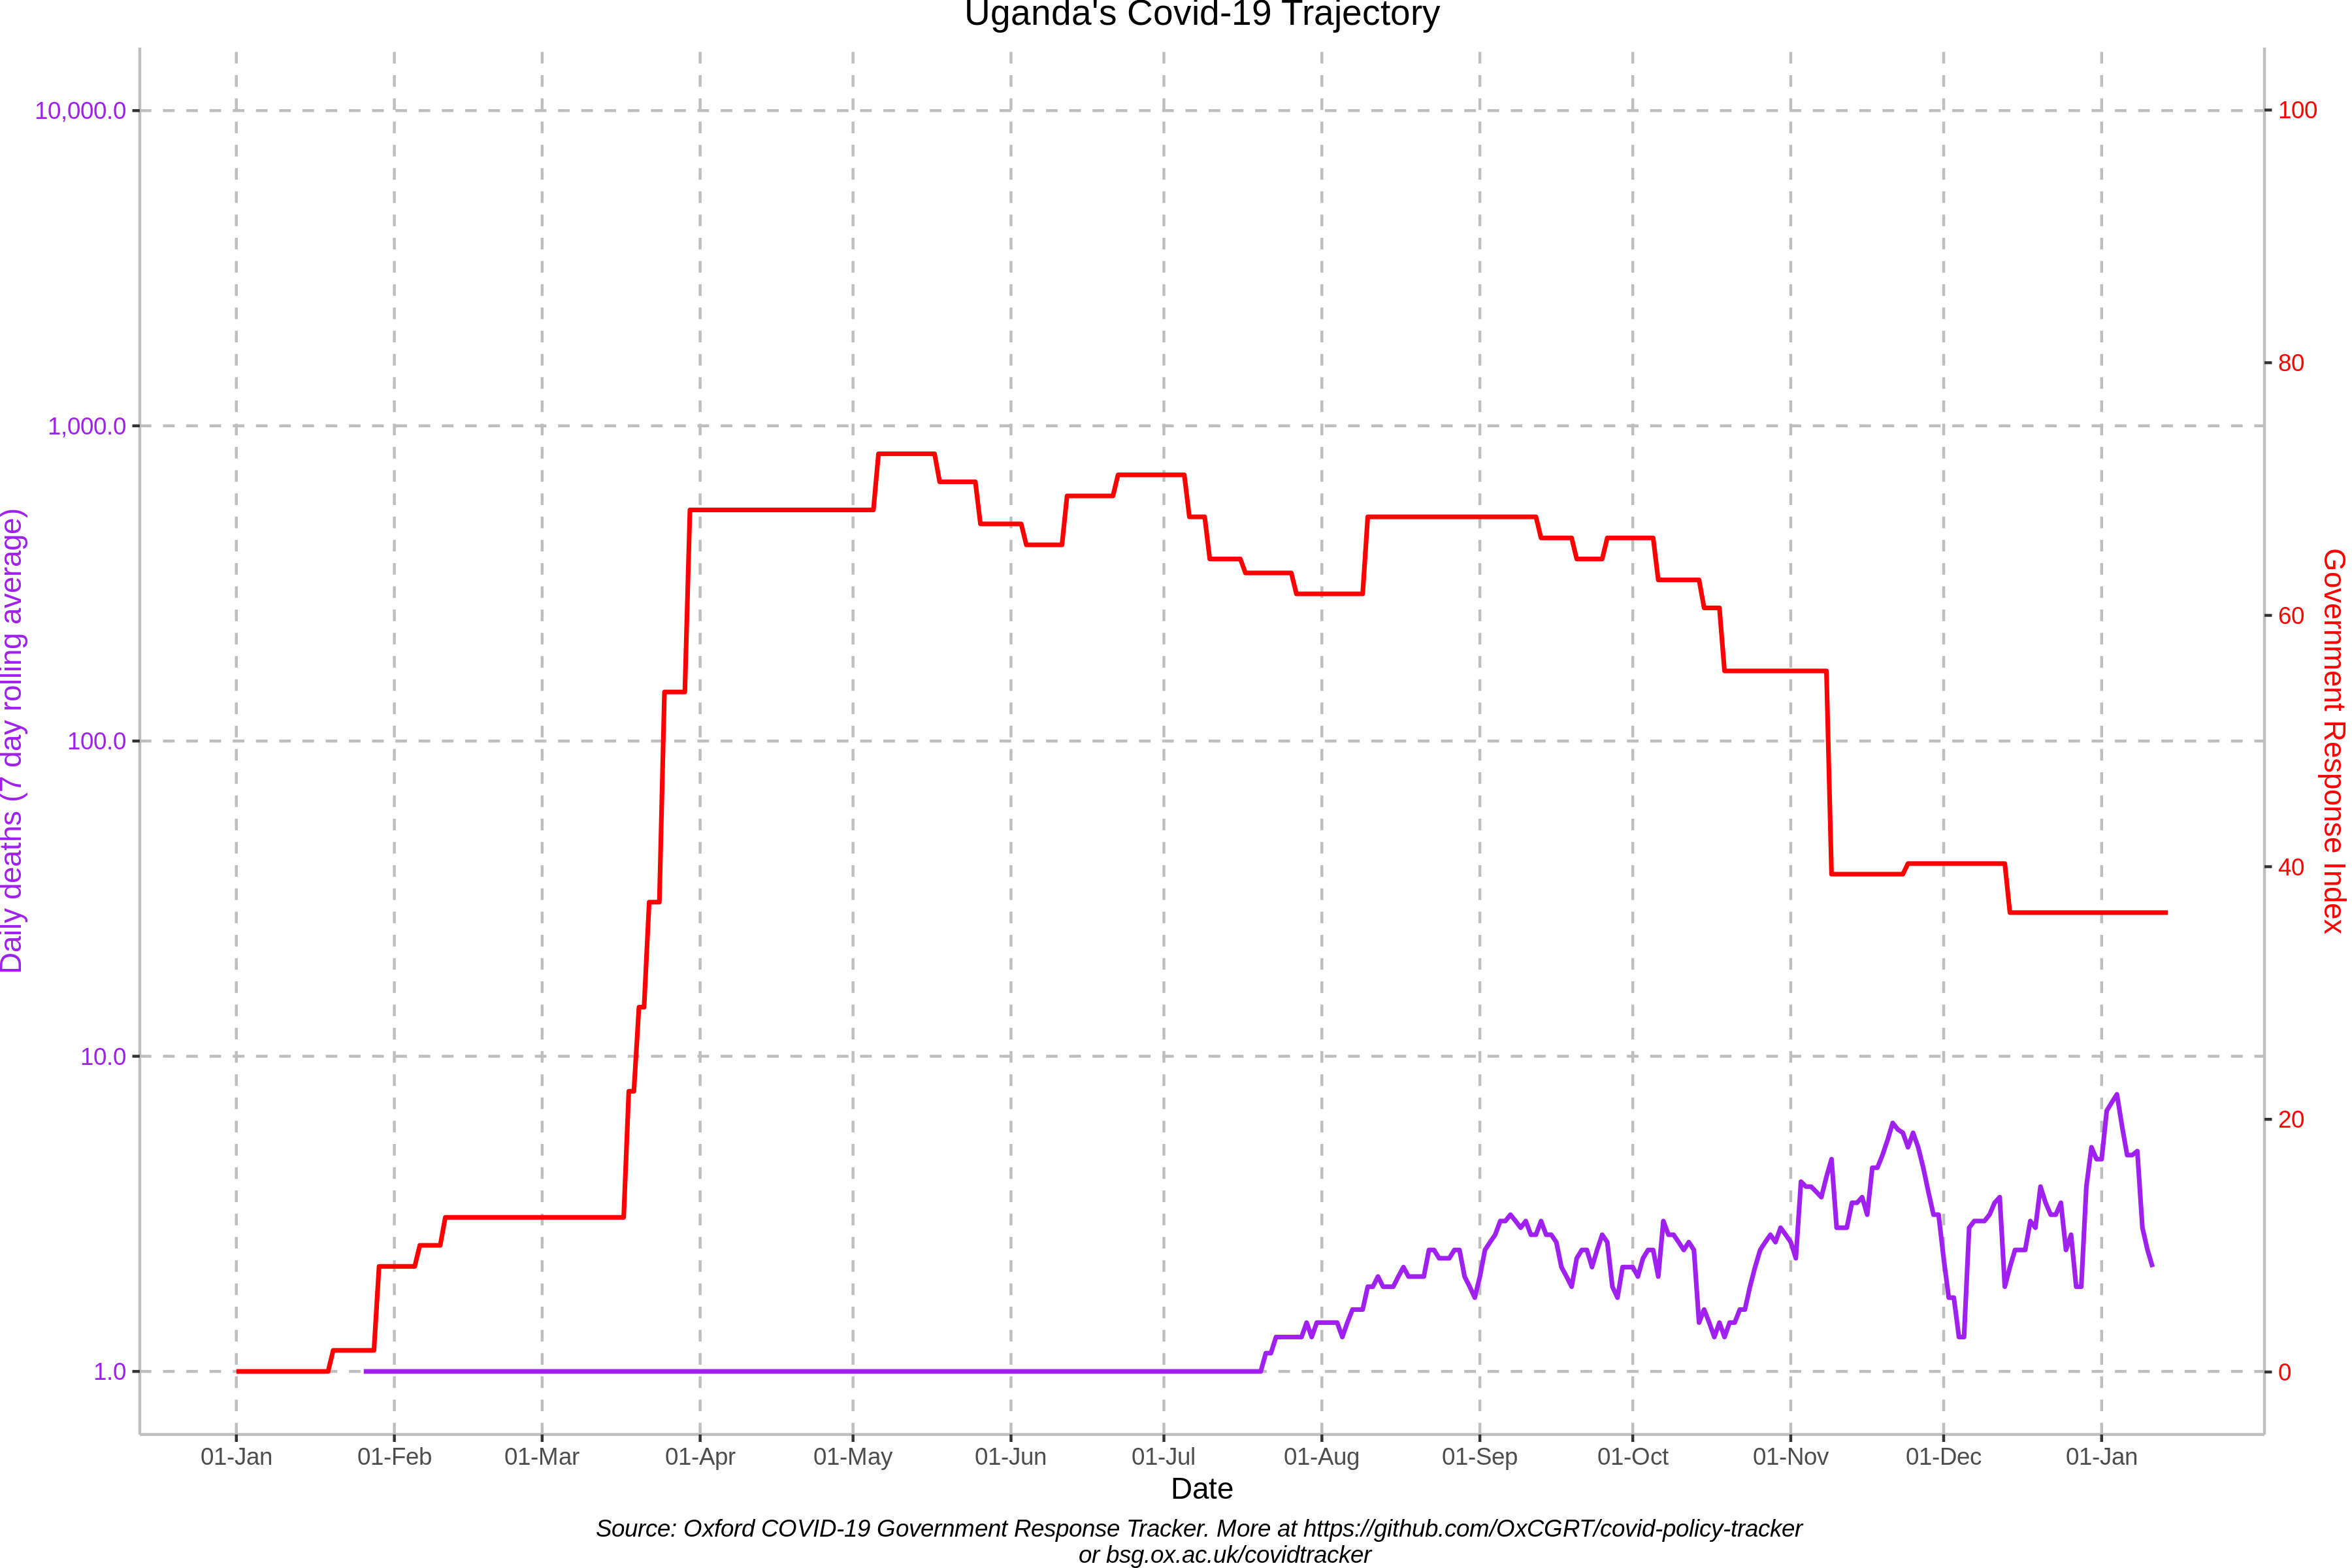 Uganda's Covid-19 Trajectory
10,000.0
1,000.0
100.0
10.0
1.0
Daily deaths (7 day rolling average)
100
80
60
40
20
0
Government Response Index
01-Jan 01-Feb 01-Mar 01-Apr 01-May 01-Jun 01-Jul 01-Aug 01-Sep 01-Oct 01-Nov 01-Dec 01-Jan
Date
Source: Oxford COVID-19 Government Response Tracker. More at https://github.com/OxCGRT/covid-policy-tracker
or bsg.ox.ac.uk/covidtracker